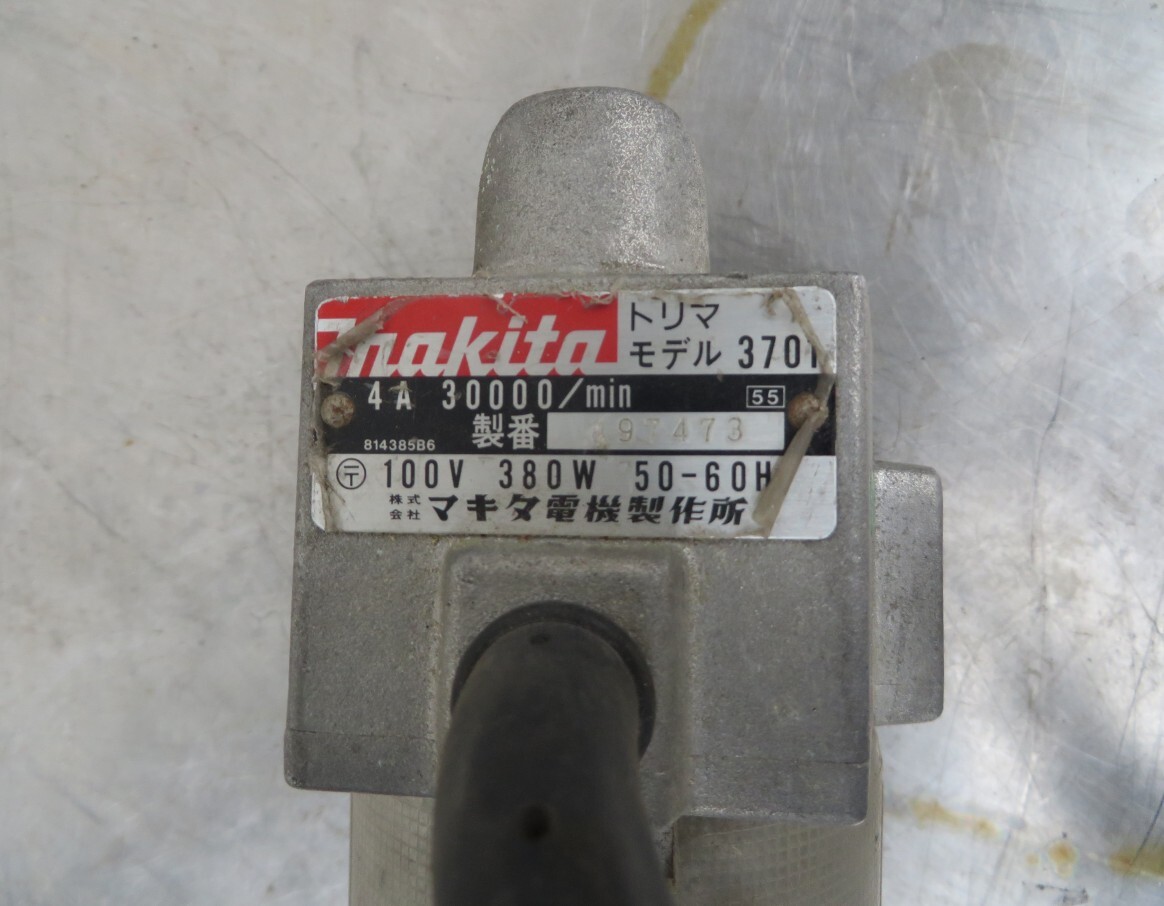 makita
トリマ
モデル 3701
4A 30000/min 55
814385B6 製番 97473
〶 100V 380W 50-60H
株式会社 マキタ電機製作所